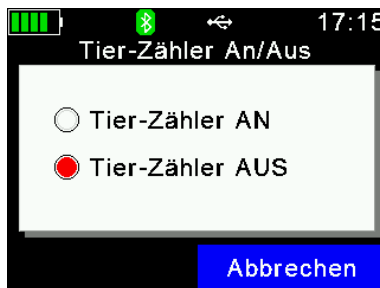 17:15
Tier-Zähler An/Aus
Tier-Zähler AN
Tier-Zähler AUS
Abbrechen